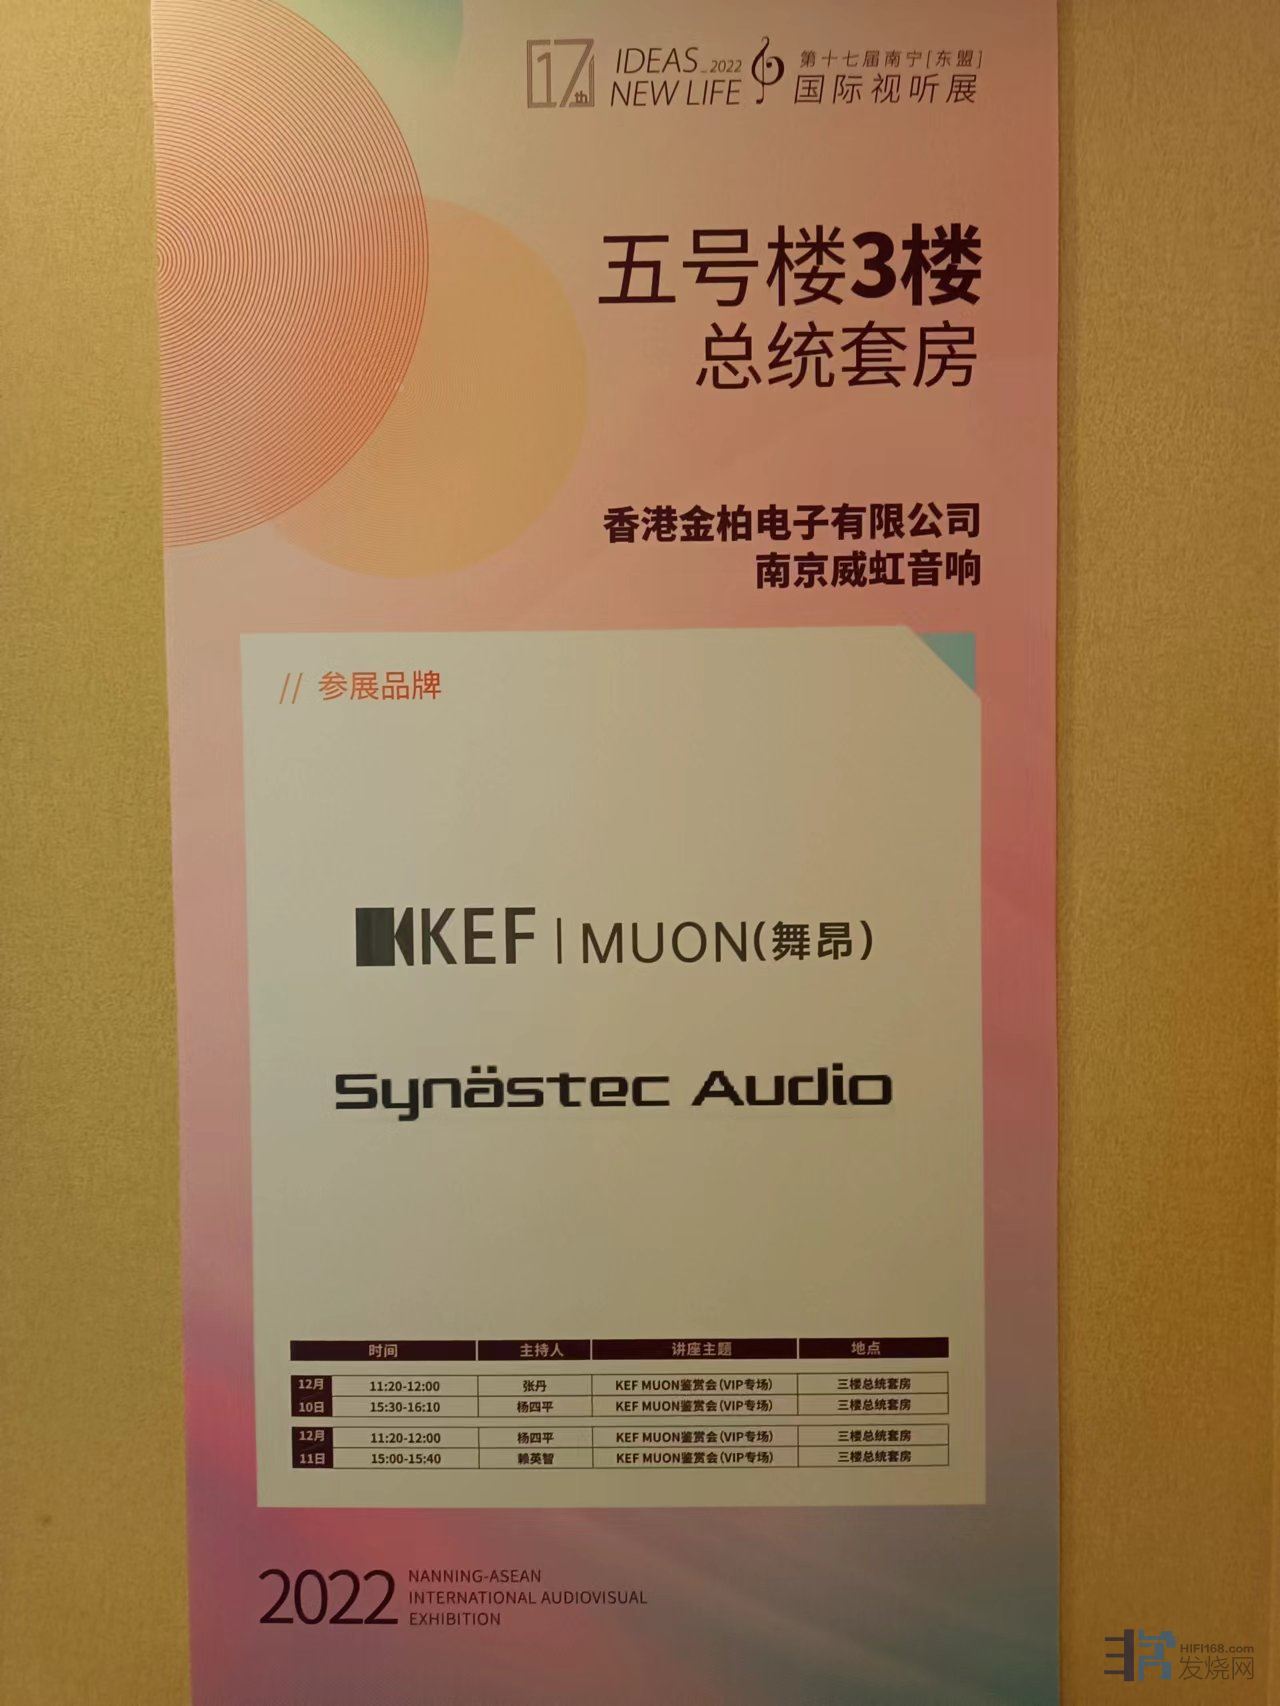 17th
IDEAS_2022
NEW LIFE
第十七届南宁[东盟]
国际视听展
五号楼3楼
总统套房
香港金柏电子有限公司
南京威虹音响
// 参展品牌
KEF | MUON(舞昂)
Synästec Audio
时间 主持人 讲座主题 地点
12月 11:20-12:00 张丹 KEF MUON鉴赏会(VIP专场) 三楼总统套房
10日 15:30-16:10 杨四平 KEF MUON鉴赏会(VIP专场) 三楼总统套房
12月 11:20-12:00 杨四平 KEF MUON鉴赏会(VIP专场) 三楼总统套房
11日 15:00-15:40 赖英智 KEF MUON鉴赏会(VIP专场) 三楼总统套房
2022
NANNING-ASEAN
INTERNATIONAL AUDIOVISUAL
EXHIBITION
HIFI168.com
发烧网